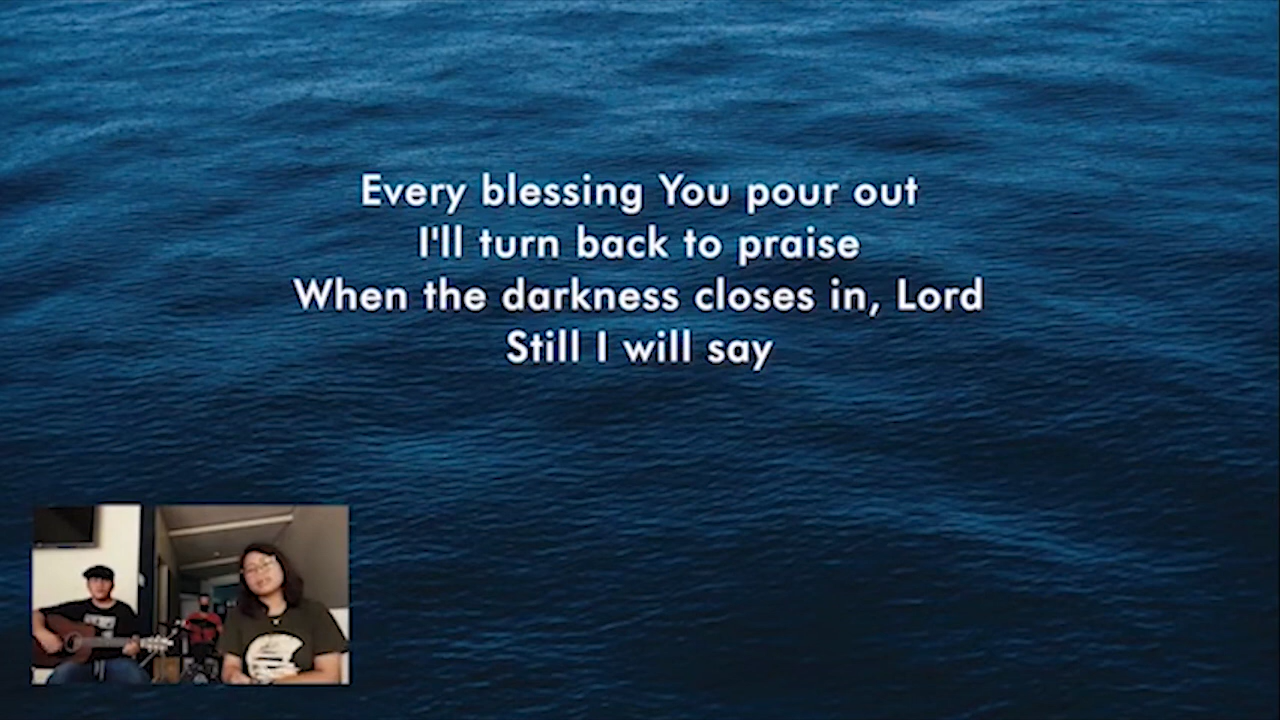 Every blessing You pour out
I'll turn back to praise
When the darkness closes in, Lord
Still I will say